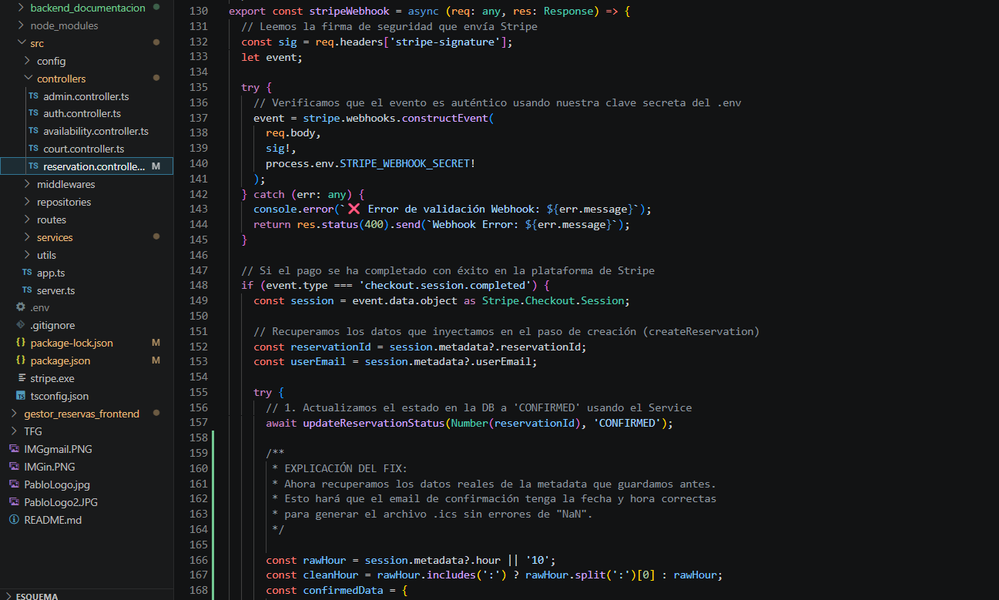 backend_documentacion
node_modules
src
config
controllers
TS admin.controller.ts
TS auth.controller.ts
TS availability.controller.ts
TS court.controller.ts
TS reservation.controlle... M
middlewares
repositories
routes
services
utils
TS app.ts
TS server.ts
.env
.gitignore
{} package-lock.json M
{} package.json M
stripe.exe
TS tsconfig.json
gestor_reservas_frontend
TFG
IMGgmail.PNG
IMGin.PNG
PabloLogo.jpg
PabloLogo2.JPG
README.md
ESQUEMA
130 export const stripeWebhook = async (req: any, res: Response) => {
131 // Leemos la firma de seguridad que envía Stripe
132 const sig = req.headers['stripe-signature'];
133 let event;
134
135 try {
136 // Verificamos que el evento es auténtico usando nuestra clave secreta del .env
137 event = stripe.webhooks.constructEvent(
138 req.body,
139 sig!,
140 process.env.STRIPE_WEBHOOK_SECRET!
141 );
142 } catch (err: any) {
143 console.error(`❌ Error de validación Webhook: ${err.message}`);
144 return res.status(400).send(`Webhook Error: ${err.message}`);
145 }
146
147 // Si el pago se ha completado con éxito en la plataforma de Stripe
148 if (event.type === 'checkout.session.completed') {
149 const session = event.data.object as Stripe.Checkout.Session;
150
151 // Recuperamos los datos que inyectamos en el paso de creación (createReservation)
152 const reservationId = session.metadata?.reservationId;
153 const userEmail = session.metadata?.userEmail;
154
155 try {
156 // 1. Actualizamos el estado en la DB a 'CONFIRMED' usando el Service
157 await updateReservationStatus(Number(reservationId), 'CONFIRMED');
158
159 /**
160 * EXPLICACIÓN DEL FIX:
161 * Ahora recuperamos los datos reales de la metadata que guardamos antes.
162 * Esto hará que el email de confirmación tenga la fecha y hora correctas
163 * para generar el archivo .ics sin errores de "NaN".
164 */
165
166 const rawHour = session.metadata?.hour || '10';
167 const cleanHour = rawHour.includes(':') ? rawHour.split(':')[0] : rawHour;
168 const confirmedData = {